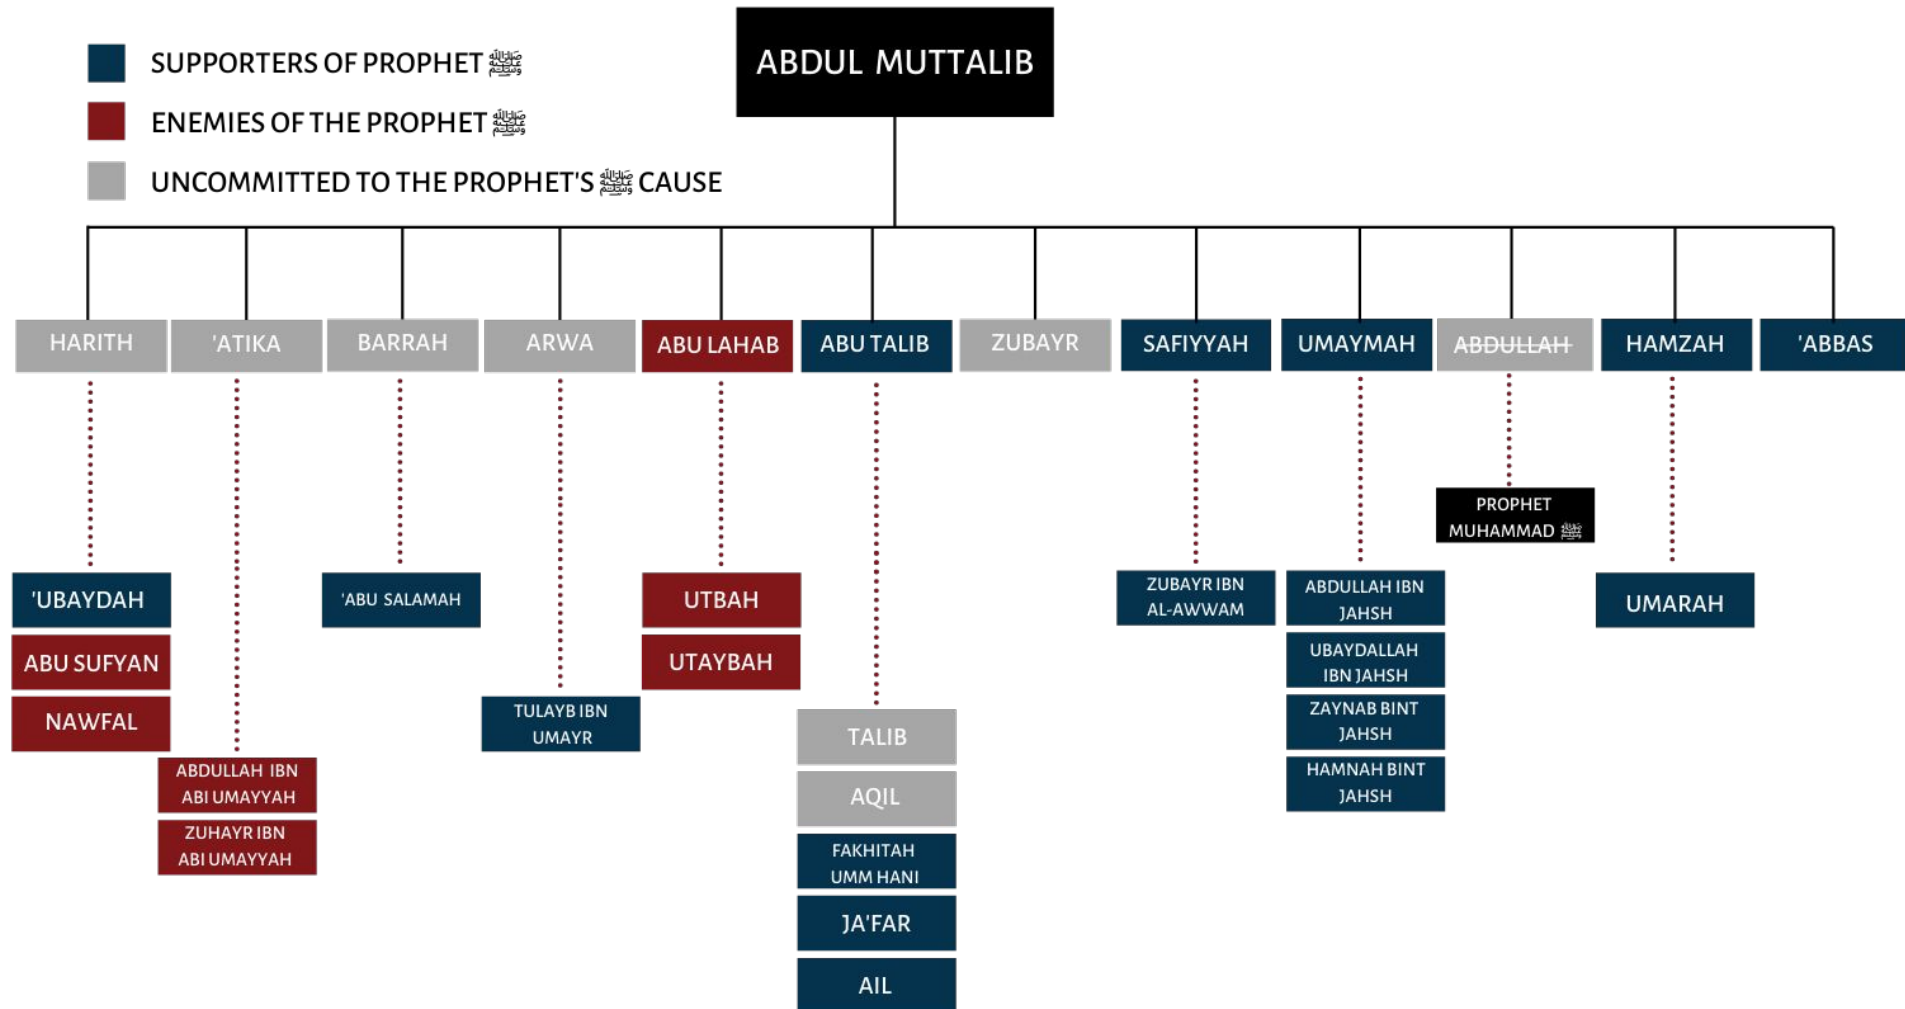 SUPPORTERS OF PROPHET ﷺ
ENEMIES OF THE PROPHET ﷺ
UNCOMMITTED TO THE PROPHET'S ﷺ CAUSE
ABDUL MUTTALIB
HARITH
'ATIKA
BARRAH
ARWA
ABU LAHAB
ABU TALIB
ZUBAYR
SAFIYYAH
UMAYMAH
ABDULLAH
HAMZAH
'ABBAS
'UBAYDAH
ABU SUFYAN
NAWFAL
ABDULLAH IBN
ABI UMAYYAH
ZUHAYR IBN
ABI UMAYYAH
'ABU SALAMAH
TULAYB IBN
UMAYR
UTBAH
UTAYBAH
TALIB
AQIL
FAKHITAH
UMM HANI
JA'FAR
AIL
ZUBAYR IBN
AL-AWWAM
ABDULLAH IBN
JAHSH
UBAYDALLAH
IBN JAHSH
ZAYNAB BINT
JAHSH
HAMNAH BINT
JAHSH
PROPHET
MUHAMMAD ﷺ
UMARAH